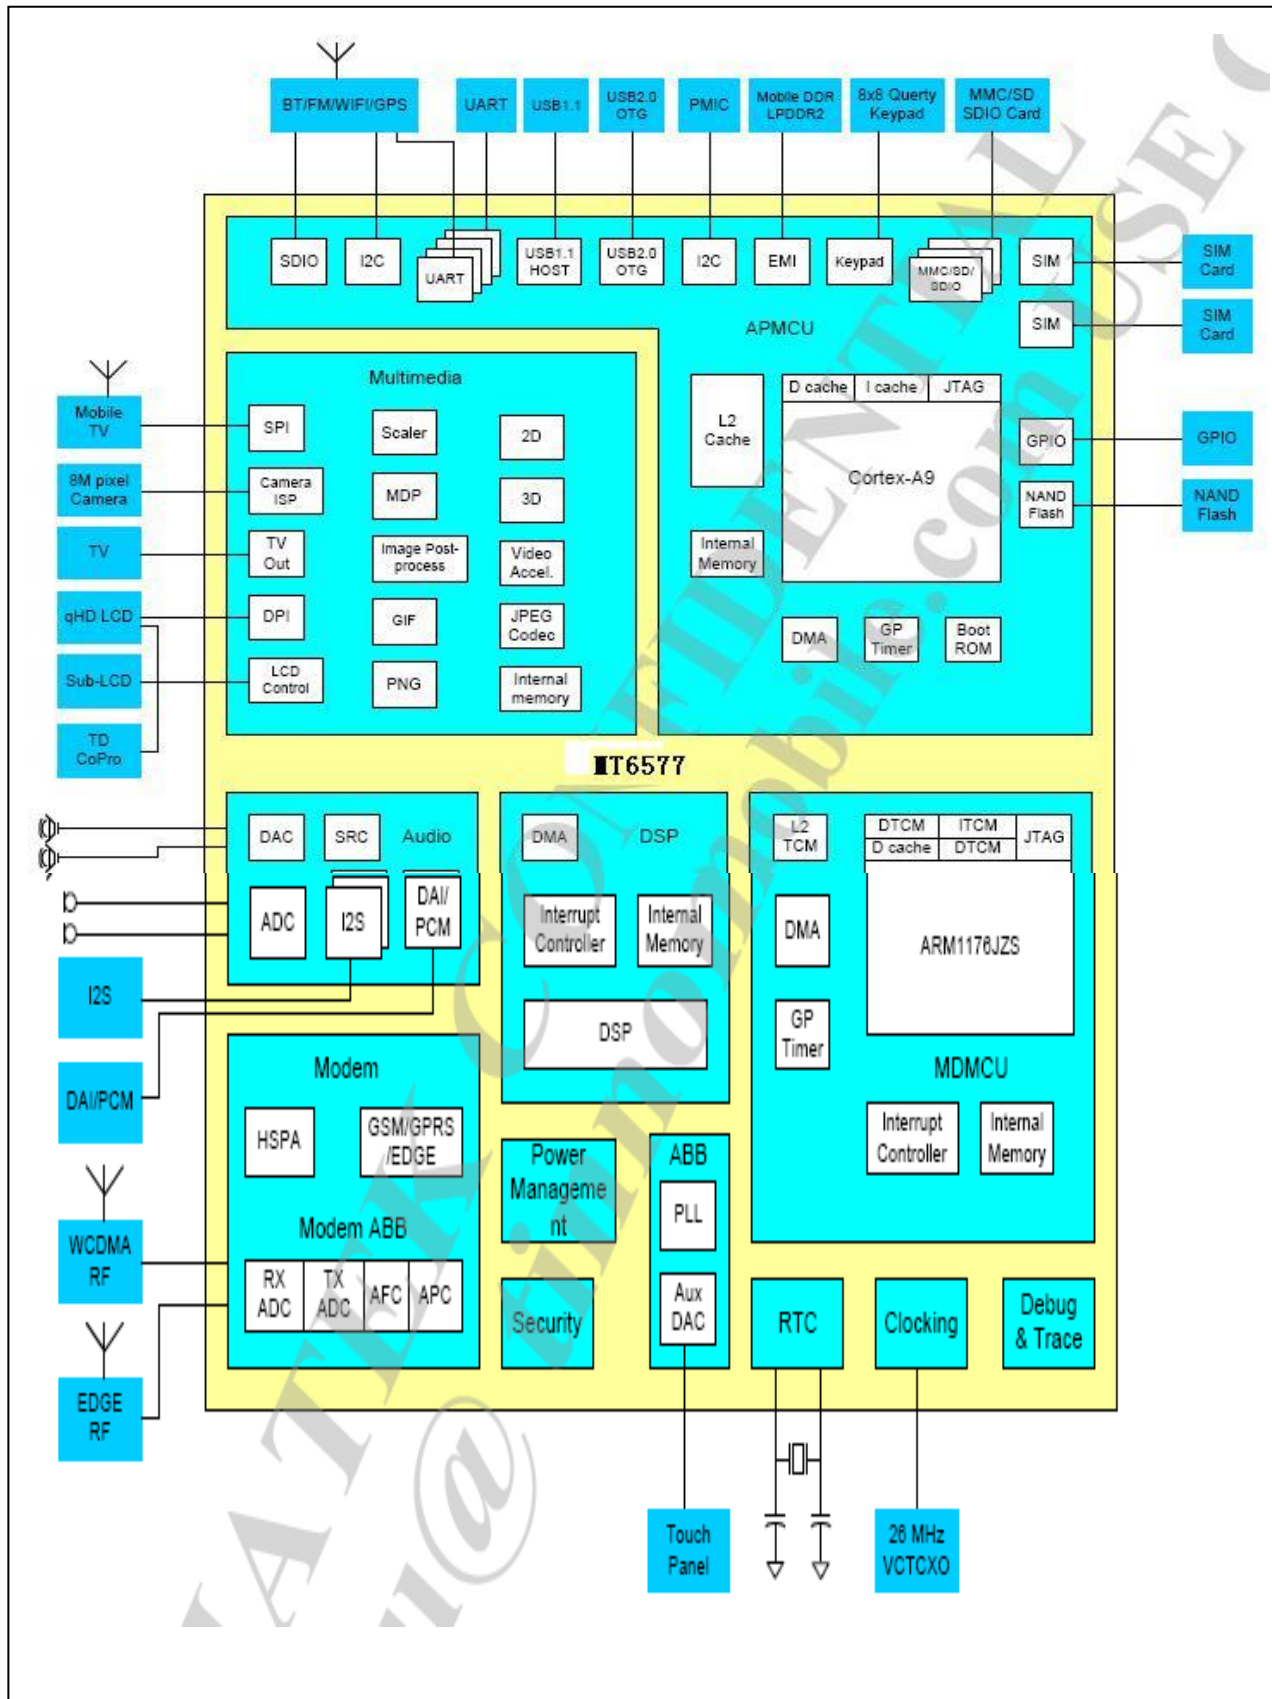 BT/FM/WIFI/GPS
UART
USB1.1
USB2.0
OTG
PMIC
Mobile DDR
LPDDR2
8x8 Querty
Keypad
MMC/SD
SDIO Card
SDIO
I2C
UART
USB1.1
HOST
USB2.0
OTG
I2C
EMI
Keypad
MMC/SD/
SDIO
SIM
SIM
Card
APMCU
SIM
SIM
Card
Multimedia
Mobile
TV
SPI
Scaler
2D
8M pixel
Camera
Camera
ISP
MDP
3D
TV
TV
Out
Image Post-
process
Video
Accel.
qHD LCD
DPI
GIF
JPEG
Codec
Sub-LCD
LCD
Control
PNG
Internal
memory
TD
CoPro
L2
Cache
D cache
I cache
JTAG
Cortex-A9
GPIO
GPIO
NAND
Flash
NAND
Flash
Internal
Memory
DMA
GP
Timer
Boot
ROM
MT6577
DAC
SRC
Audio
ADC
I2S
DAI/
PCM
I2S
DAI/PCM
DMA
DSP
Interrupt
Controller
Internal
Memory
DSP
L2
TCM
DTCM
ITCM
JTAG
D cache
DTCM
DMA
ARM1176JZS
GP
Timer
MDMCU
Interrupt
Controller
Internal
Memory
Modem
HSPA
GSM/GPRS
/EDGE
Modem ABB
WCDMA
RF
RX
ADC
TX
ADC
AFC
APC
EDGE
RF
Power
Manageme
nt
ABB
PLL
Aux
DAC
Security
RTC
Clocking
Debug
& Trace
Touch
Panel
26 MHz
VCTCXO
CONFIDENTIAL
USE
@tinnomobile.com